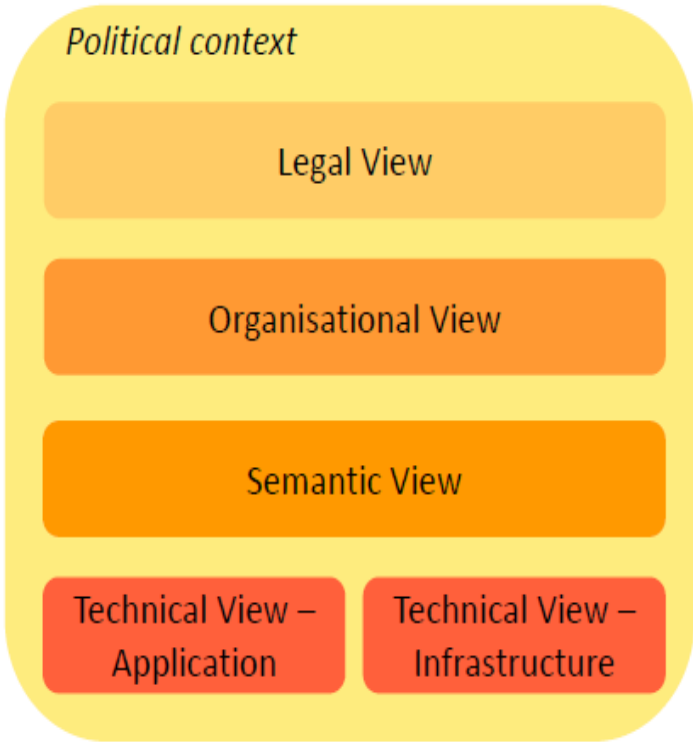 Political context
Legal View
Organisational View
Semantic View
Technical View –
Application
Technical View –
Infrastructure